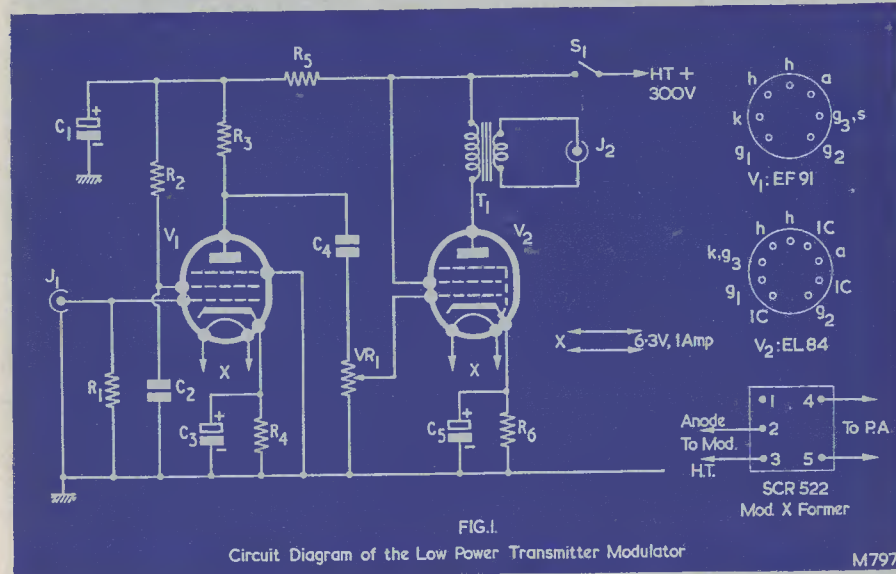 R5
S1
HT +
300V
C1
+
-
R2
R3
V1
C4
T1
V2
J2
J1
R1
C2
X
VR1
X
C3
+
-
R4
C5
+
-
R6
X
6·3V, 1Amp
h
h
a
k
g3,s
g1
g2
V1: EF 91
h
h
IC
k,g3
a
g1
IC
IC
g2
V2: EL 84
1
4
Anode
2
To P.A.
To Mod.
3
5
H.T.
SCR 522
Mod. X Former
FIG.1.
Circuit Diagram of the Low Power Transmitter Modulator
M797